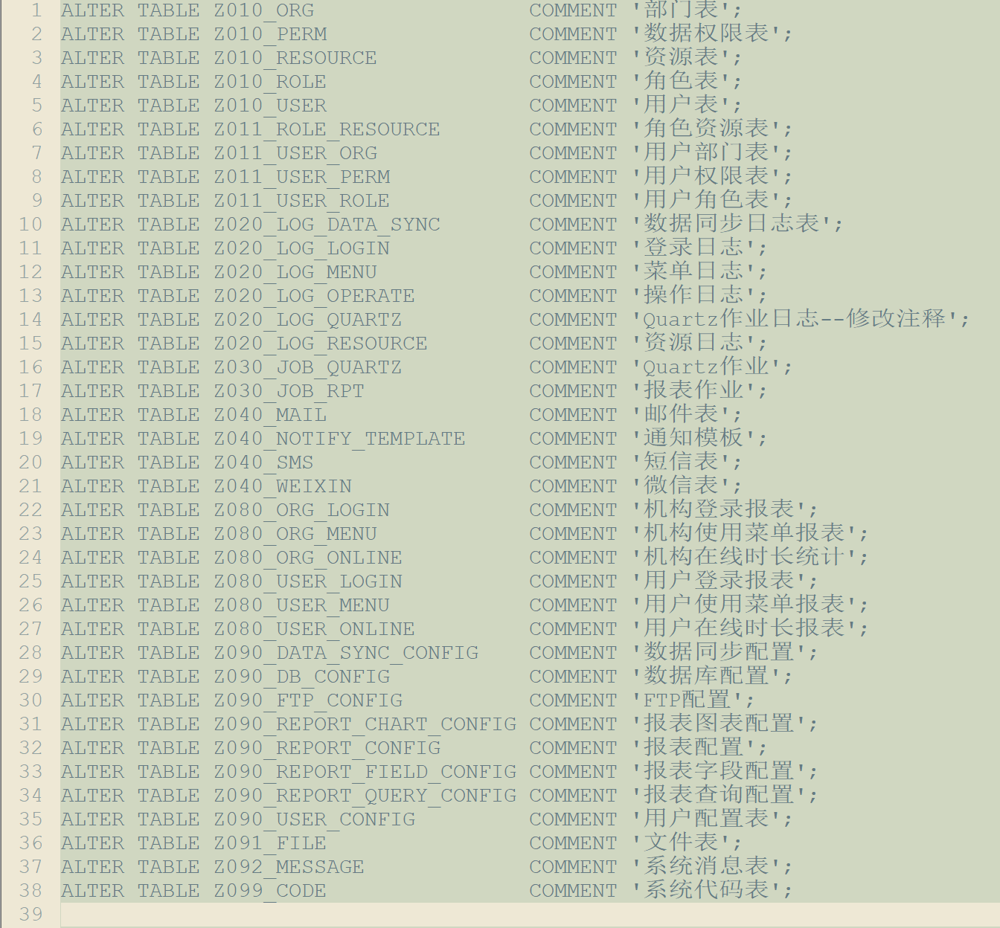 1 ALTER TABLE Z010_ORG COMMENT '部门表';
2 ALTER TABLE Z010_PERM COMMENT '数据权限表';
3 ALTER TABLE Z010_RESOURCE COMMENT '资源表';
4 ALTER TABLE Z010_ROLE COMMENT '角色表';
5 ALTER TABLE Z010_USER COMMENT '用户表';
6 ALTER TABLE Z011_ROLE_RESOURCE COMMENT '角色资源表';
7 ALTER TABLE Z011_USER_ORG COMMENT '用户部门表';
8 ALTER TABLE Z011_USER_PERM COMMENT '用户权限表';
9 ALTER TABLE Z011_USER_ROLE COMMENT '用户角色表';
10 ALTER TABLE Z020_LOG_DATA_SYNC COMMENT '数据同步日志表';
11 ALTER TABLE Z020_LOG_LOGIN COMMENT '登录日志';
12 ALTER TABLE Z020_LOG_MENU COMMENT '菜单日志';
13 ALTER TABLE Z020_LOG_OPERATE COMMENT '操作日志';
14 ALTER TABLE Z020_LOG_QUARTZ COMMENT 'Quartz作业日志--修改注释';
15 ALTER TABLE Z020_LOG_RESOURCE COMMENT '资源日志';
16 ALTER TABLE Z030_JOB_QUARTZ COMMENT 'Quartz作业';
17 ALTER TABLE Z030_JOB_RPT COMMENT '报表作业';
18 ALTER TABLE Z040_MAIL COMMENT '邮件表';
19 ALTER TABLE Z040_NOTIFY_TEMPLATE COMMENT '通知模板';
20 ALTER TABLE Z040_SMS COMMENT '短信表';
21 ALTER TABLE Z040_WEIXIN COMMENT '微信表';
22 ALTER TABLE Z080_ORG_LOGIN COMMENT '机构登录报表';
23 ALTER TABLE Z080_ORG_MENU COMMENT '机构使用菜单报表';
24 ALTER TABLE Z080_ORG_ONLINE COMMENT '机构在线时长统计';
25 ALTER TABLE Z080_USER_LOGIN COMMENT '用户登录报表';
26 ALTER TABLE Z080_USER_MENU COMMENT '用户使用菜单报表';
27 ALTER TABLE Z080_USER_ONLINE COMMENT '用户在线时长报表';
28 ALTER TABLE Z090_DATA_SYNC_CONFIG COMMENT '数据同步配置';
29 ALTER TABLE Z090_DB_CONFIG COMMENT '数据库配置';
30 ALTER TABLE Z090_FTP_CONFIG COMMENT 'FTP配置';
31 ALTER TABLE Z090_REPORT_CHART_CONFIG COMMENT '报表图表配置';
32 ALTER TABLE Z090_REPORT_CONFIG COMMENT '报表配置';
33 ALTER TABLE Z090_REPORT_FIELD_CONFIG COMMENT '报表字段配置';
34 ALTER TABLE Z090_REPORT_QUERY_CONFIG COMMENT '报表查询配置';
35 ALTER TABLE Z090_USER_CONFIG COMMENT '用户配置表';
36 ALTER TABLE Z091_FILE COMMENT '文件表';
37 ALTER TABLE Z092_MESSAGE COMMENT '系统消息表';
38 ALTER TABLE Z099_CODE COMMENT '系统代码表';
39